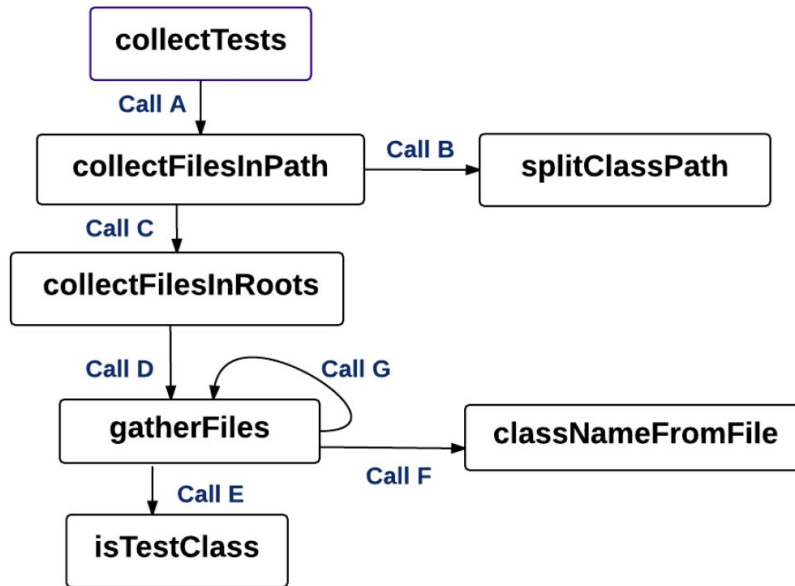 collectTests
Call A
collectFilesInPath
Call B
splitClassPath
Call C
collectFilesInRoots
Call D
Call G
gatherFiles
classNameFromFile
Call F
Call E
isTestClass